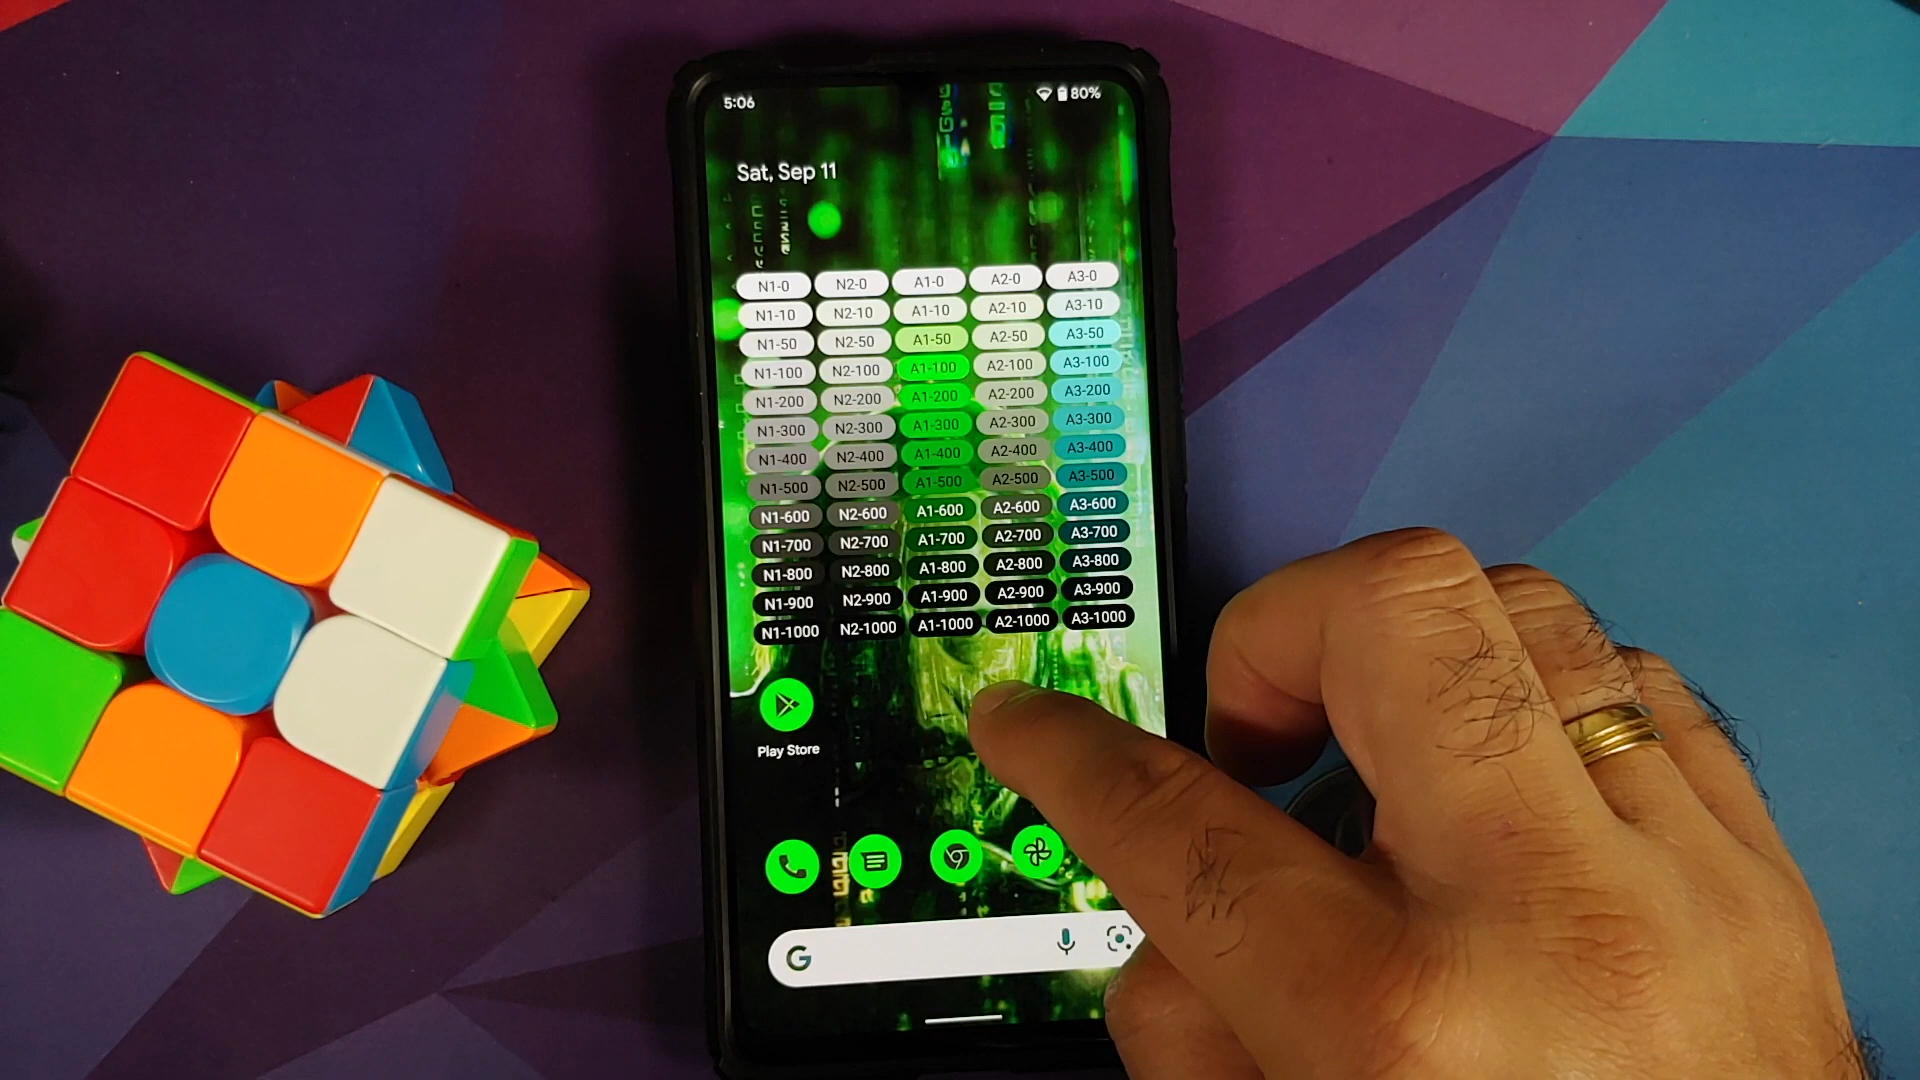 5:06 80%
Sat, Sep 11
N1-0 N2-0 A1-0 A2-0 A3-0
N1-10 N2-10 A1-10 A2-10 A3-10
N1-50 N2-50 A1-50 A2-50 A3-50
N1-100 N2-100 A1-100 A2-100 A3-100
N1-200 N2-200 A1-200 A2-200 A3-200
N1-300 N2-300 A1-300 A2-300 A3-300
N1-400 N2-400 A1-400 A2-400 A3-400
N1-500 N2-500 A1-500 A2-500 A3-500
N1-600 N2-600 A1-600 A2-600 A3-600
N1-700 N2-700 A1-700 A2-700 A3-700
N1-800 N2-800 A1-800 A2-800 A3-800
N1-900 N2-900 A1-900 A2-900 A3-900
N1-1000 N2-1000 A1-1000 A2-1000 A3-1000
Play Store
G